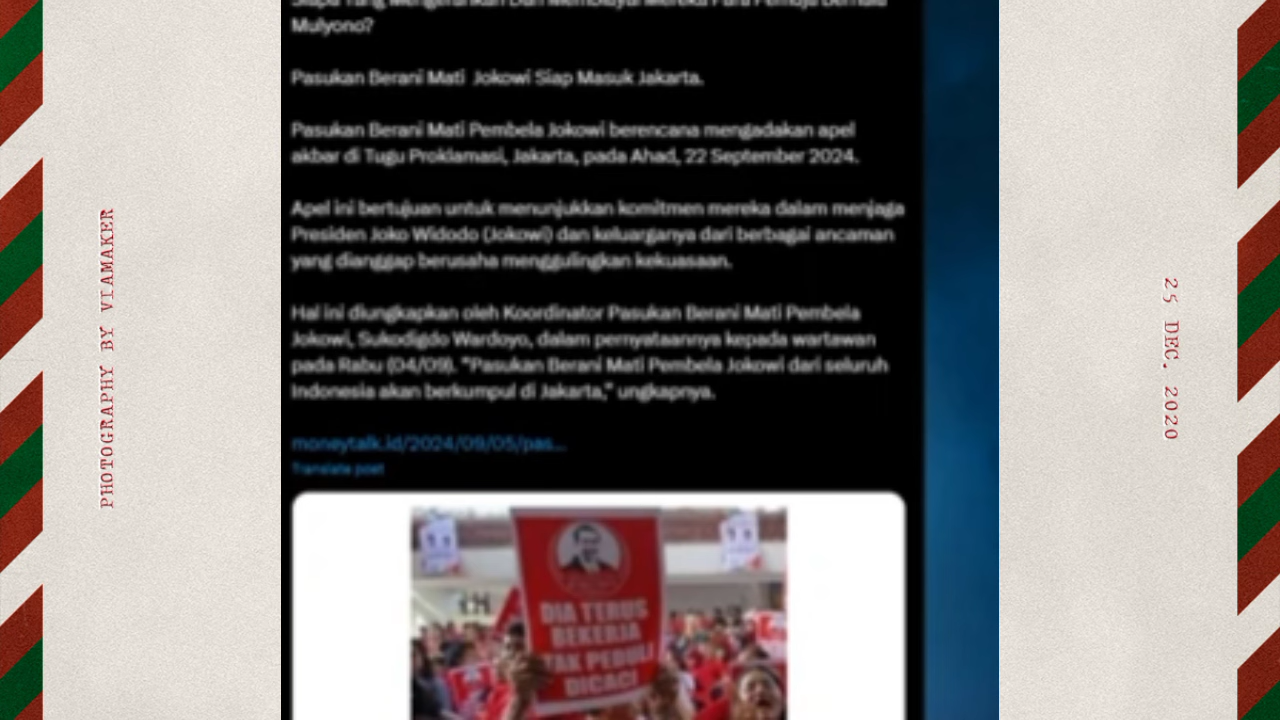 Mulyono?
Pasukan Berani Mati Jokowi Siap Masuk Jakarta.
Pasukan Berani Mati Pembela Jokowi berencana mengadakan apel
akbar di Tugu Proklamasi, Jakarta, pada Ahad, 22 September 2024.
Apel ini bertujuan untuk menunjukkan komitmen mereka dalam menjaga
Presiden Joko Widodo (Jokowi) dan keluarganya dari berbagai ancaman
yang dianggap berusaha menggulingkan kekuasaan.
Hal ini diungkapkan oleh Koordinator Pasukan Berani Mati Pembela
Jokowi, Sukodigdo Wardoyo, dalam pernyataannya kepada wartawan
pada Rabu (04/09). "Pasukan Berani Mati Pembela Jokowi dari seluruh
Indonesia akan berkumpul di Jakarta," ungkapnya.
moneytalk.id/2024/09/05/pas...
Translate post
DIA TERUS
BEKERJA
TAK PEDULI
DICACI
PHOTOGRAPHY BY VIAMAKER
25 DEC. 2020